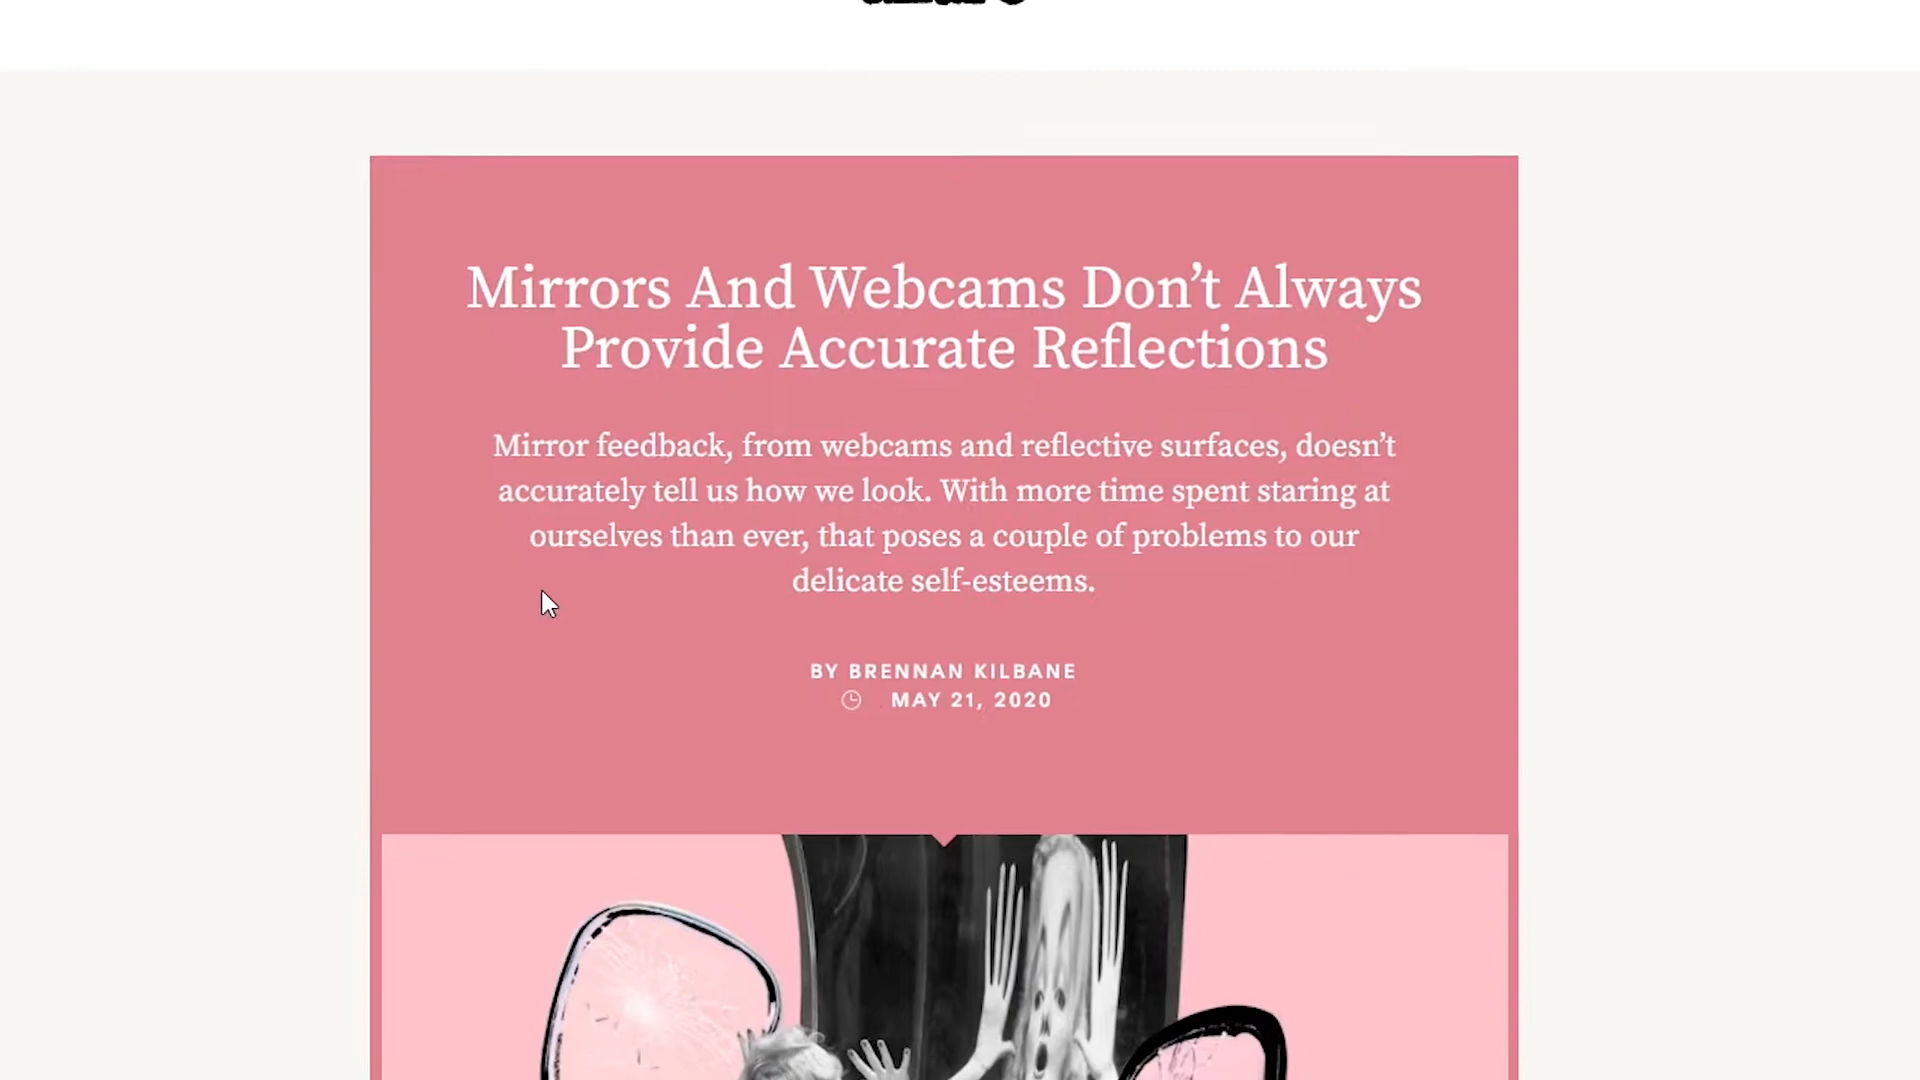 Mirrors And Webcams Don’t Always
Provide Accurate Reflections
Mirror feedback, from webcams and reflective surfaces, doesn’t
accurately tell us how we look. With more time spent staring at
ourselves than ever, that poses a couple of problems to our
delicate self-esteems.
BY BRENNAN KILBANE
MAY 21, 2020